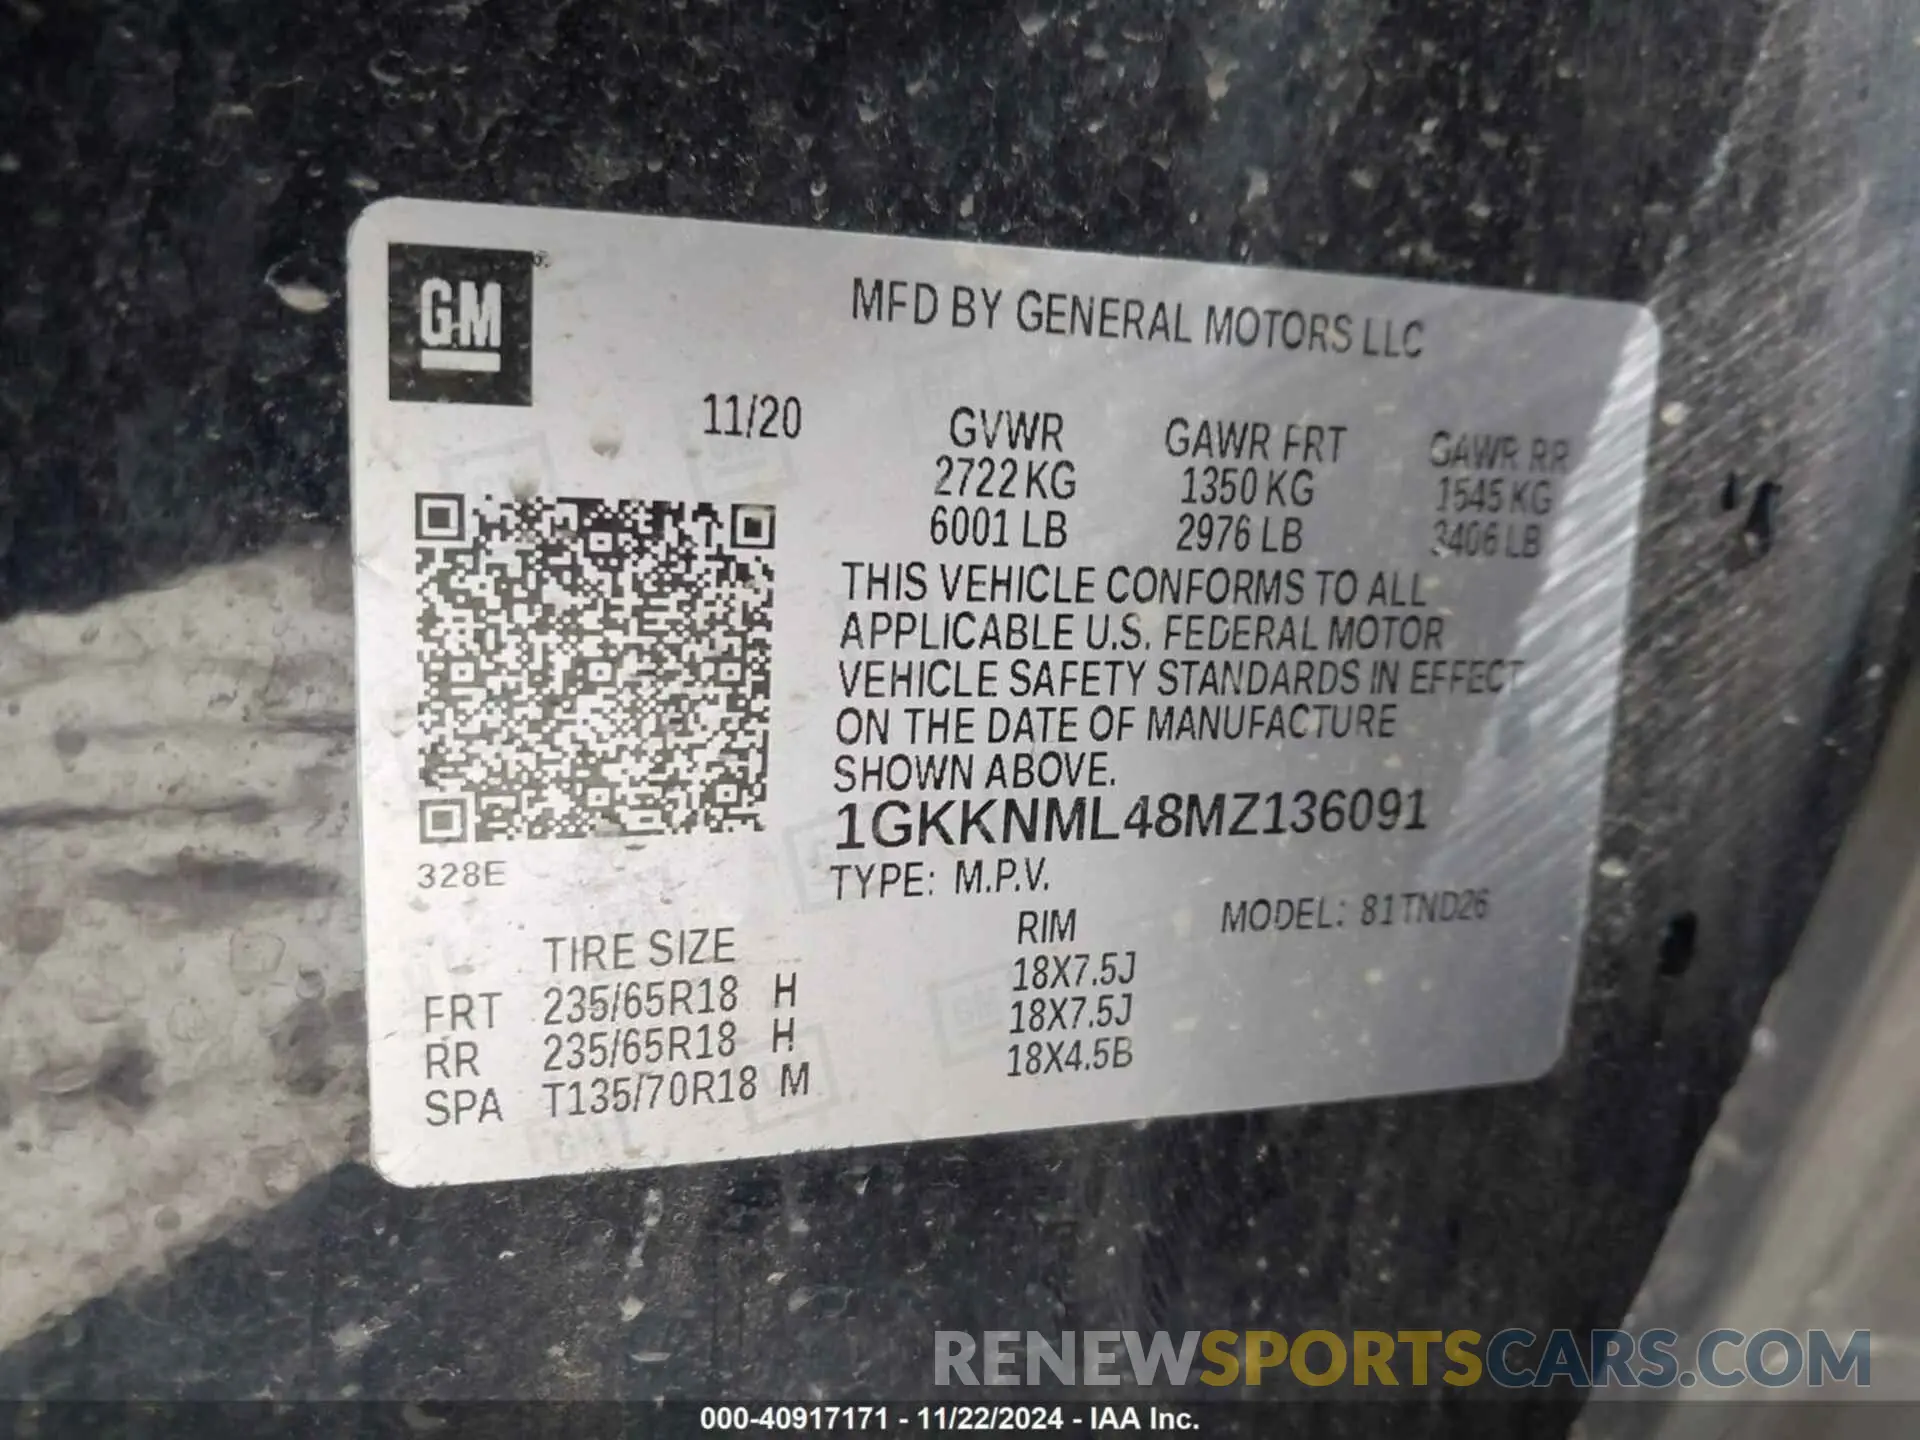 GM
MFD BY GENERAL MOTORS LLC
11/20
GVWR GAWR FRT GAWR RR
2722 KG 1350 KG 1545 KG
6001 LB 2976 LB 3406 LB
THIS VEHICLE CONFORMS TO ALL
APPLICABLE U.S. FEDERAL MOTOR
VEHICLE SAFETY STANDARDS IN EFFECT
ON THE DATE OF MANUFACTURE
SHOWN ABOVE.
1GKKNML48MZ136091
328E
TYPE: M.P.V.
MODEL: 81TND26
TIRE SIZE RIM
FRT 235/65R18 H 18X7.5J
RR 235/65R18 H 18X7.5J
SPA T135/70R18 M 18X4.5B
RENEWSPORTSCARS.COM
000-40917171 - 11/22/2024 - IAA Inc.